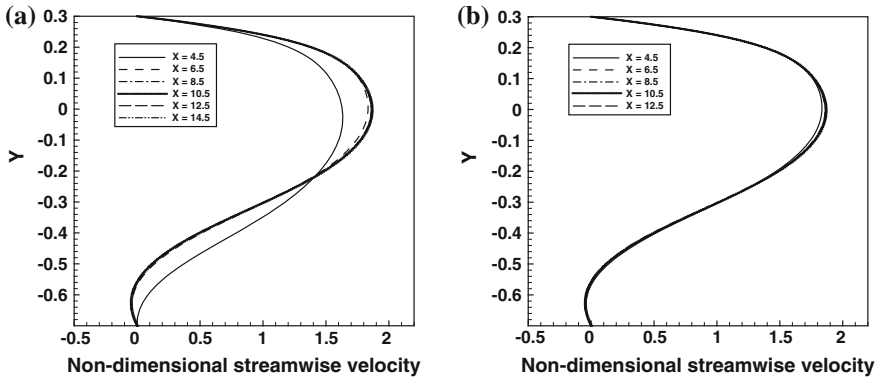 (a)
0.3
0.2
0.1
0
-0.1
-0.2
-0.3
-0.4
-0.5
-0.6
Y
X = 4.5
X = 6.5
X = 8.5
X = 10.5
X = 12.5
X = 14.5
-0.5
0
0.5
1
1.5
2
Non-dimensional streamwise velocity
(b)
0.3
0.2
0.1
0
-0.1
-0.2
-0.3
-0.4
-0.5
-0.6
Y
X = 4.5
X = 6.5
X = 8.5
X = 10.5
X = 12.5
-0.5
0
0.5
1
1.5
2
Non-dimensional streamwise velocity